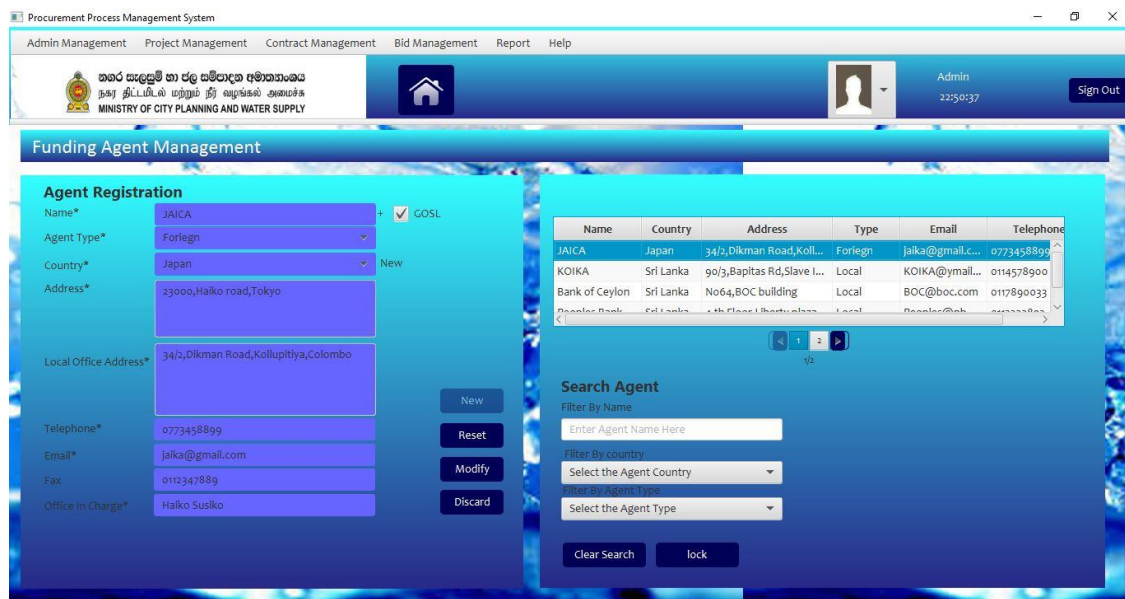 Procurement Process Management System
Admin Management Project Management Contract Management Bid Management Report Help
නගර සැලසුම් හා ජල සම්පාදන අමාත්‍යාංශය
நகர திட்டமிடல் மற்றும் நீர் வழங்கல் அமைச்சு
MINISTRY OF CITY PLANNING AND WATER SUPPLY
Admin
22:50:37
Sign Out
Funding Agent Management
Agent Registration
Name* JAICA + GOSL
Agent Type* Foriegn
Country* Japan New
Address* 23000,Haiko road,Tokyo
Local Office Address* 34/2,Dikman Road,Kollupitiya,Colombo
New
Telephone* 0773458899
Reset
Email* jaika@gmail.com
Modify
Fax 0112347889
Office In Charge* Haiko Susiko
Discard
Name Country Address Type Email Telephone
JAICA Japan 34/2,Dikman Road,Koll... Foriegn jaika@gmail.c... 0773458899
KOIKA Sri Lanka 90/3,Bapitas Rd,Slave I... Local KOIKA@ymail... 0114578900
Bank of Ceylon Sri Lanka No64,BOC building Local BOC@boc.com 0117890033
1 2
1/2
Search Agent
Filter By Name
Enter Agent Name Here
Filter By country
Select the Agent Country
Filter By Agent Type
Select the Agent Type
Clear Search lock